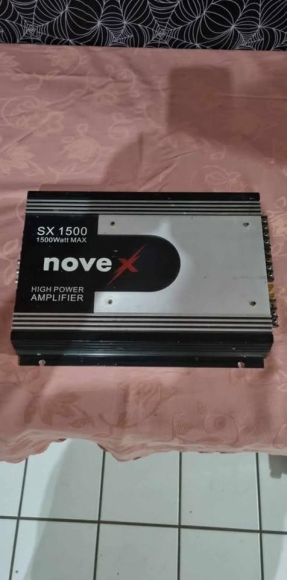 SX 1500
1500Watt MAX
novex
HIGH POWER
AMPLIFIER